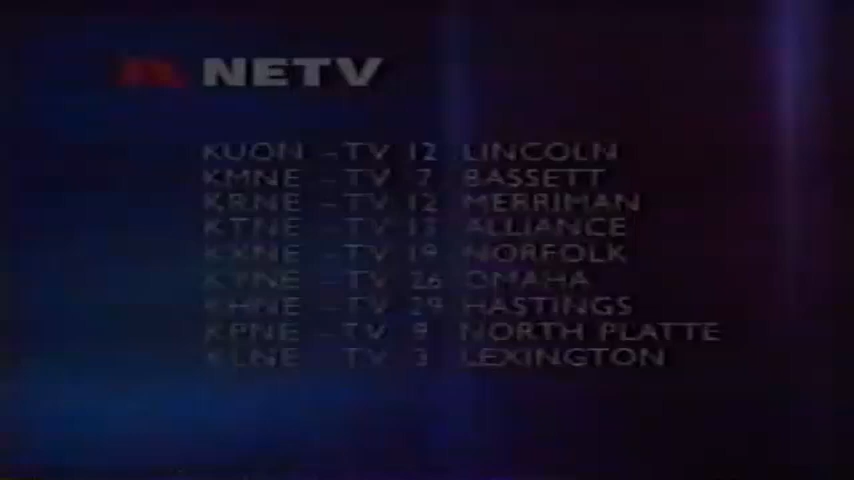 NETV
KUON -TV 12 LINCOLN
KMNE -TV 7 BASSETT
KRNE -TV 12 MERRIMAN
KTNE -TV 13 ALLIANCE
KXNE -TV 19 NORFOLK
KYNE -TV 26 OMAHA
KHNE -TV 29 HASTINGS
KPNE -TV 9 NORTH PLATTE
KLNE TV 3 LEXINGTON